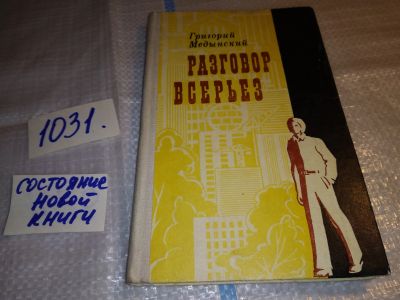 Григорий
Медынский
РАЗГОВОР
ВСЕРЬЕЗ
1031.
СОСТОЯНИЕ
НОВОЙ
КНИГИ